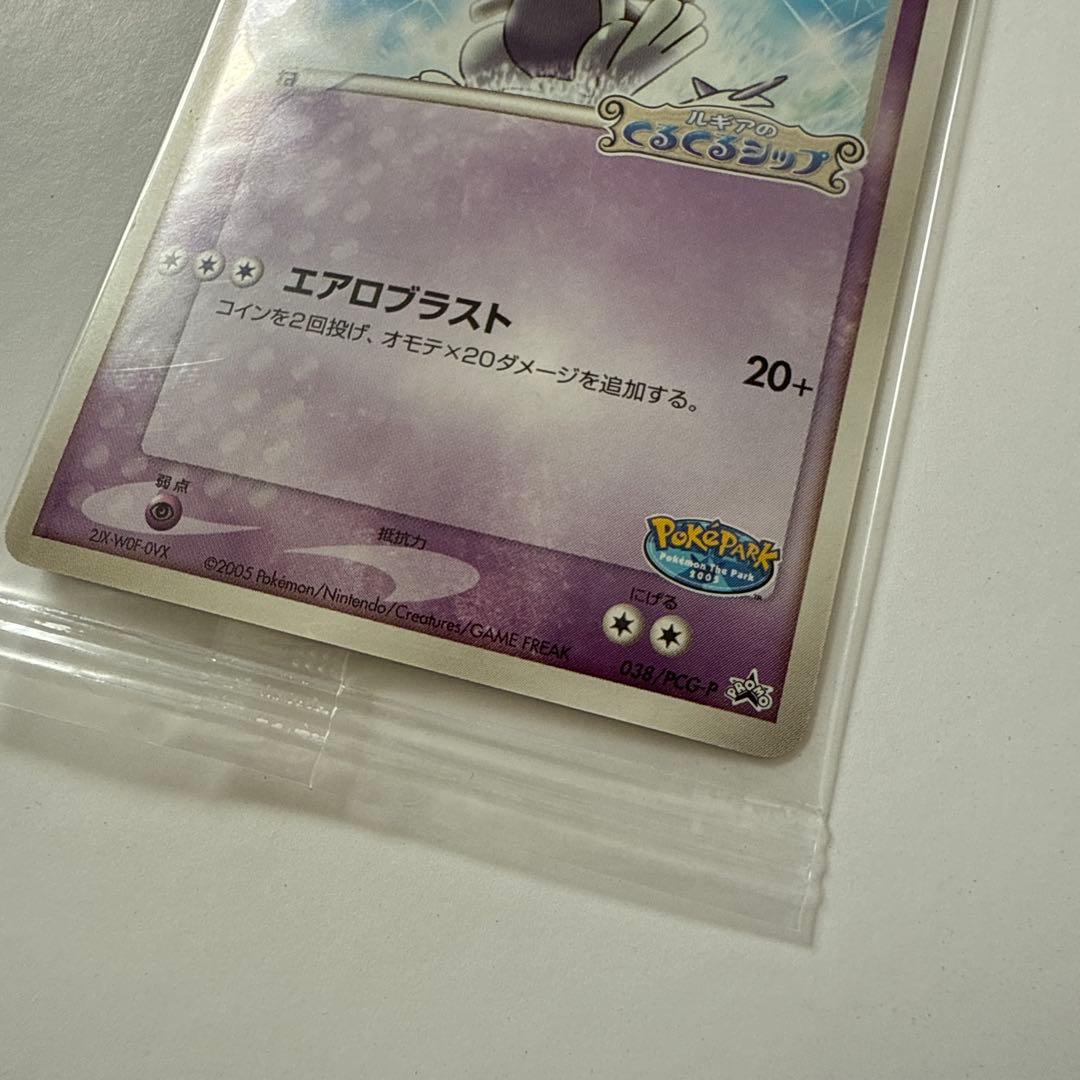 ルギアの
くるくるシップ
エアロブラスト
コインを2回投げ、オモテ×20ダメージを追加する。
20+
弱点
抵抗力
POKéPARK
Pokémon The Park
2005
にげる
2JX-W0F-0VX
©2005 Pokémon/Nintendo/Creatures/GAME FREAK
038/PCG-P
PROMO